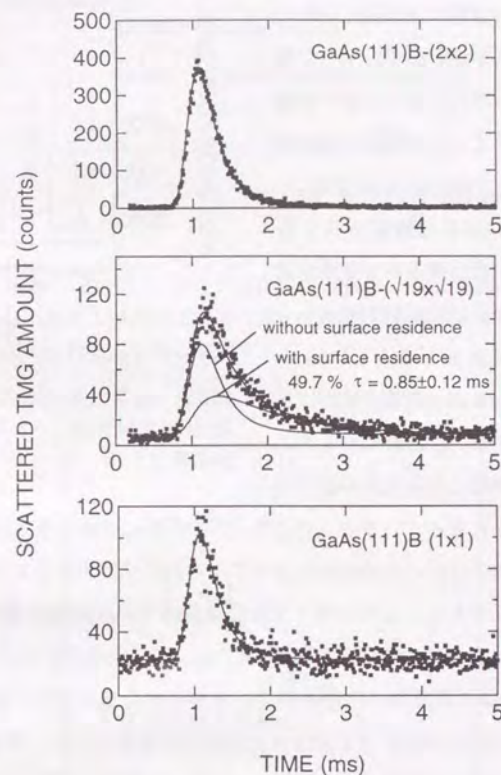 500
400
300
200
100
0
GaAs(111)B-(2x2)
0 1 2 3 4 5
SCATTERED TMG AMOUNT (counts)
120
80
40
0
GaAs(111)B-(√19x√19)
without surface residence
with surface residence
49.7 % τ = 0.85±0.12 ms
0 1 2 3 4 5
120
80
40
0
GaAs(111)B (1x1)
0 1 2 3 4 5
TIME (ms)